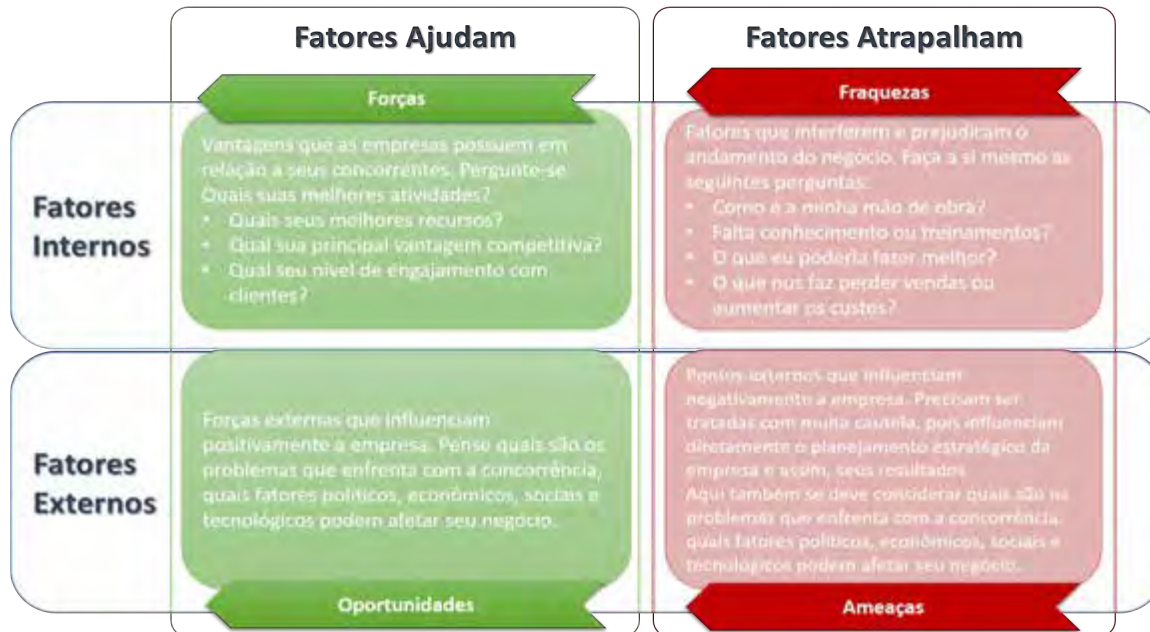 Fatores Ajudam
Fatores Atrapalham
Forças
Fraquezas
Fatores
Internos
Vantagens que as empresas possuem em
relação a seus concorrentes. Pergunte-se
Quais suas melhores atividades?
• Quais seus melhores recursos?
• Qual sua principal vantagem competitiva?
• Qual seu nível de engajamento com
clientes?
Fatores que interferem e prejudicam o
andamento do negócio. Faça a si mesmo as
seguintes perguntas:
• Como é a minha mão de obra?
• Falta conhecimento ou treinamentos?
• O que eu poderia fazer melhor?
• O que nos faz perder vendas ou
aumentar os custos?
Fatores
Externos
Forças externas que influenciam
positivamente a empresa. Pense quais são os
problemas que enfrenta com a concorrência,
quais fatores políticos, econômicos, sociais e
tecnológicos podem afetar seu negócio.
Pontos externos que influenciam
negativamente a empresa. Precisam ser
tratadas com muita cautela, pois influenciam
diretamente o planejamento estratégico da
empresa e assim, seus resultados
Aqui também se deve considerar quais são os
problemas que enfrenta com a concorrência,
quais fatores políticos, econômicos, sociais e
tecnológicos podem afetar seu negócio.
Oportunidades
Ameaças